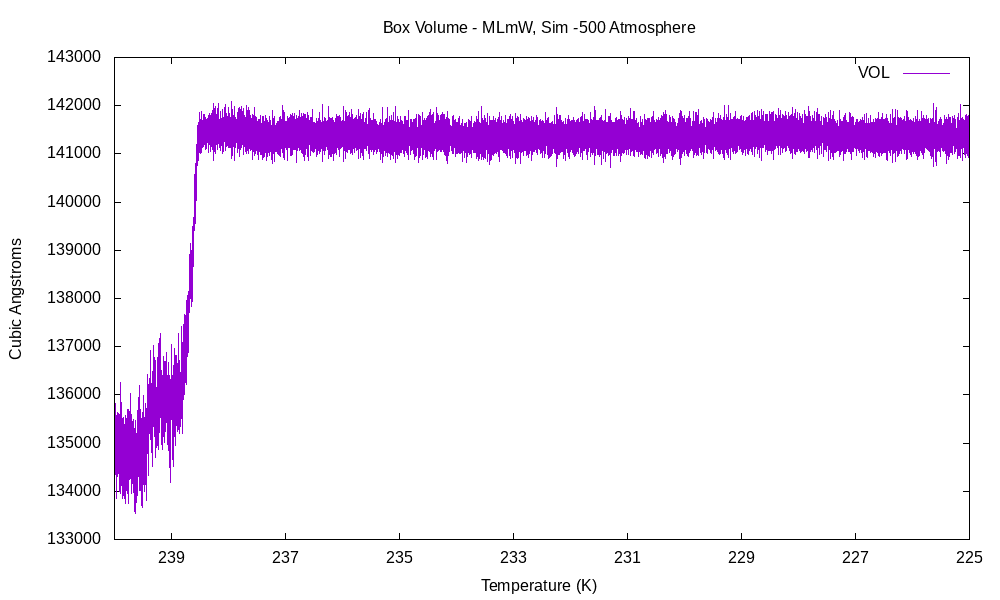 Box Volume - MLmW, Sim -500 Atmosphere
VOL
143000
142000
141000
140000
139000
138000
137000
136000
135000
134000
133000
Cubic Angstroms
239 237 235 233 231 229 227 225
Temperature (K)